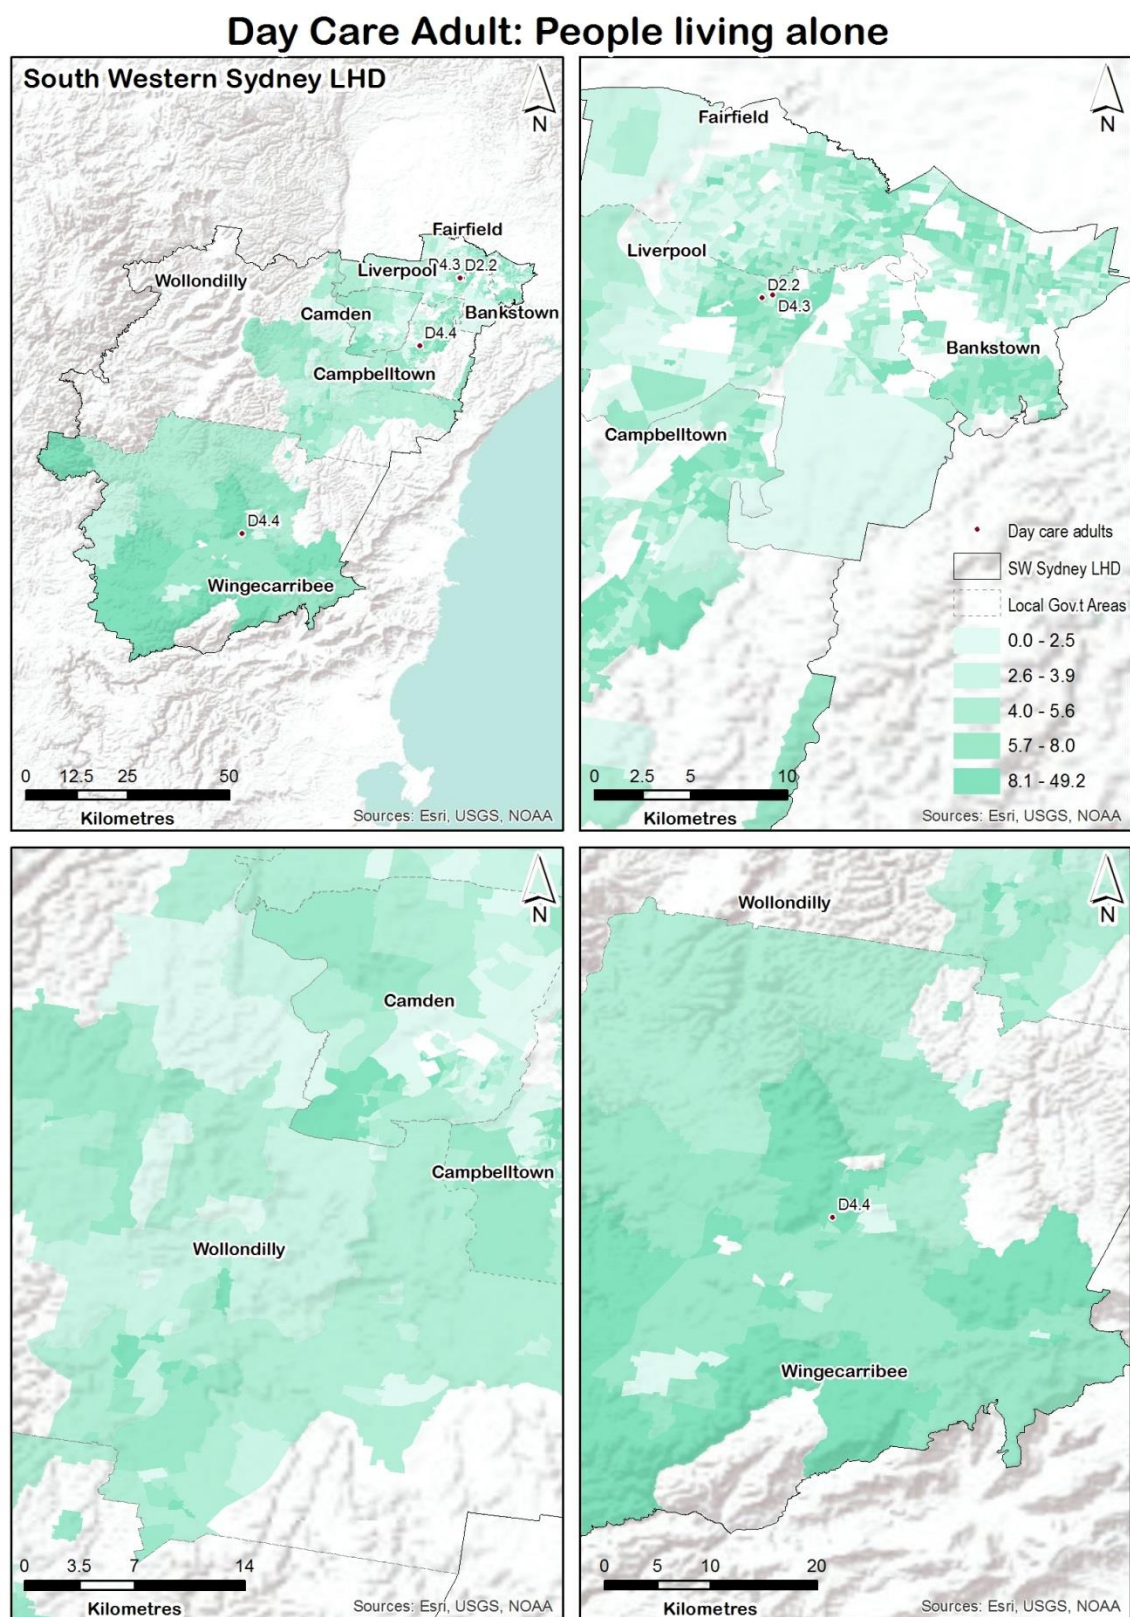 Day Care Adult: People living alone
South Western Sydney LHD
N
Fairfield
Wollondilly
Liverpool
D4.3
D2.2
Camden
Bankstown
D4.4
Campbelltown
D4.4
Wingecarribee
0 12.5 25 50
Kilometres
Sources: Esri, USGS, NOAA
N
Fairfield
Liverpool
D2.2
D4.3
Bankstown
Campbelltown
Day care adults
SW Sydney LHD
Local Gov.t Areas
0.0 - 2.5
2.6 - 3.9
4.0 - 5.6
5.7 - 8.0
8.1 - 49.2
0 2.5 5 10
Kilometres
Sources: Esri, USGS, NOAA
N
Camden
Campbelltown
Wollondilly
0 3.5 7 14
Kilometres
Sources: Esri, USGS, NOAA
N
Wollondilly
D4.4
Wingecarribee
0 5 10 20
Kilometres
Sources: Esri, USGS, NOAA